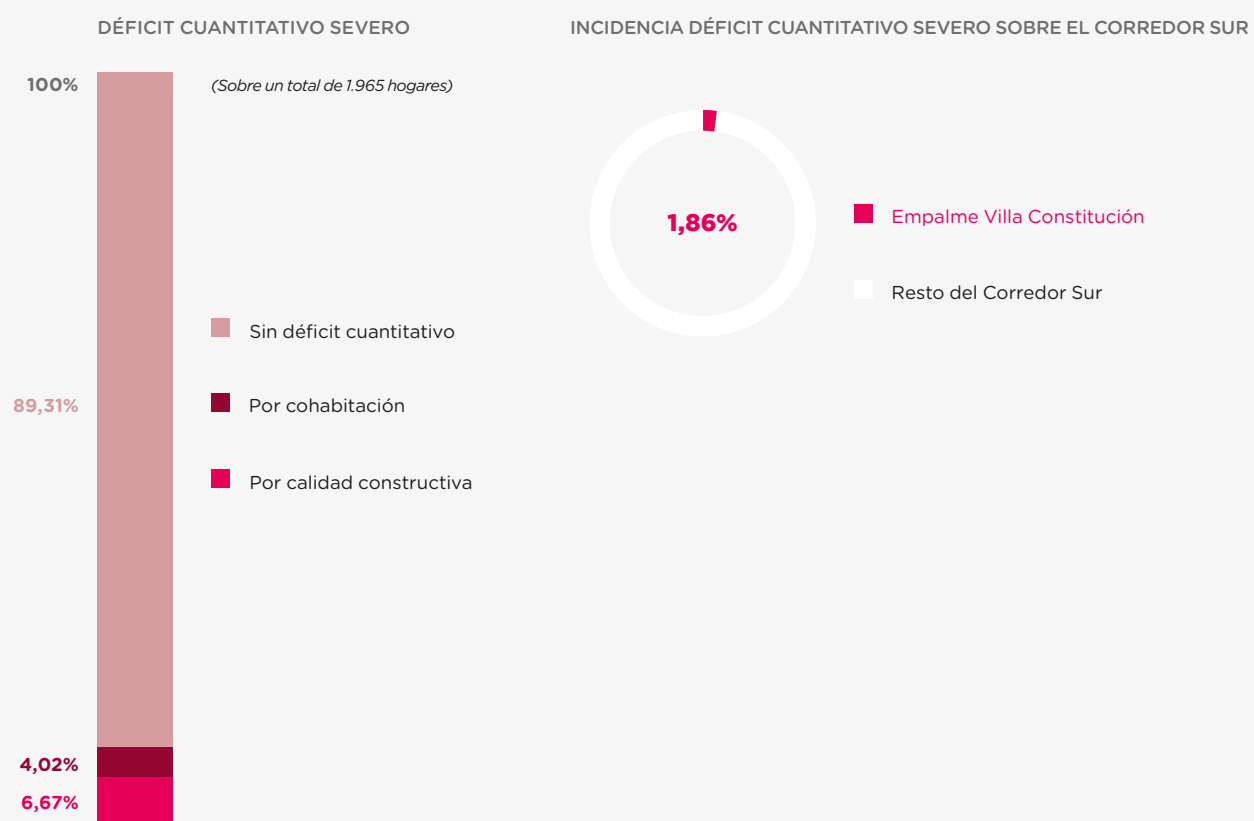 DÉFICIT CUANTITATIVO SEVERO
100%
(Sobre un total de 1.965 hogares)
Sin déficit cuantitativo
89,31%
Por cohabitación
Por calidad constructiva
4,02%
6,67%
INCIDENCIA DÉFICIT CUANTITATIVO SEVERO SOBRE EL CORREDOR SUR
1,86%
Empalme Villa Constitución
Resto del Corredor Sur